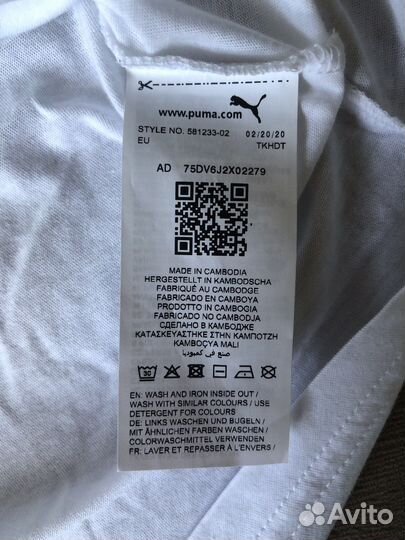 www.puma.com
STYLE NO. 581233-02 02/20/20
EU TKHDT
AD 75DV6J2X02279
MADE IN CAMBODIA
HERGESTELLT IN KAMBODSCHA
FABRIQUÉ AU CAMBODGE
FABRICADO EN CAMBOYA
PRODOTTO IN CAMBOGIA
FABRICADO NO CAMBODJA
СДЕЛАНО В КАМБОДЖЕ
ΚΑΤΑΣΚΕΥΑΣΤΗΚΕ ΣΤΗΝ ΚΑΜΠΟΤΖΗ
KAMBOÇYA MALI
صنع في كمبوديا
30
EN: WASH AND IRON INSIDE OUT /
WASH WITH SIMILAR COLOURS / USE
DETERGENT FOR COLOURS
DE: LINKS WASCHEN UND BÜGELN /
MIT ÄHNLICHEN FARBEN WASCHEN /
COLORWASCHMITTEL VERWENDEN
FR: LAVER ET REPASSER À L'ENVERS /
Avito